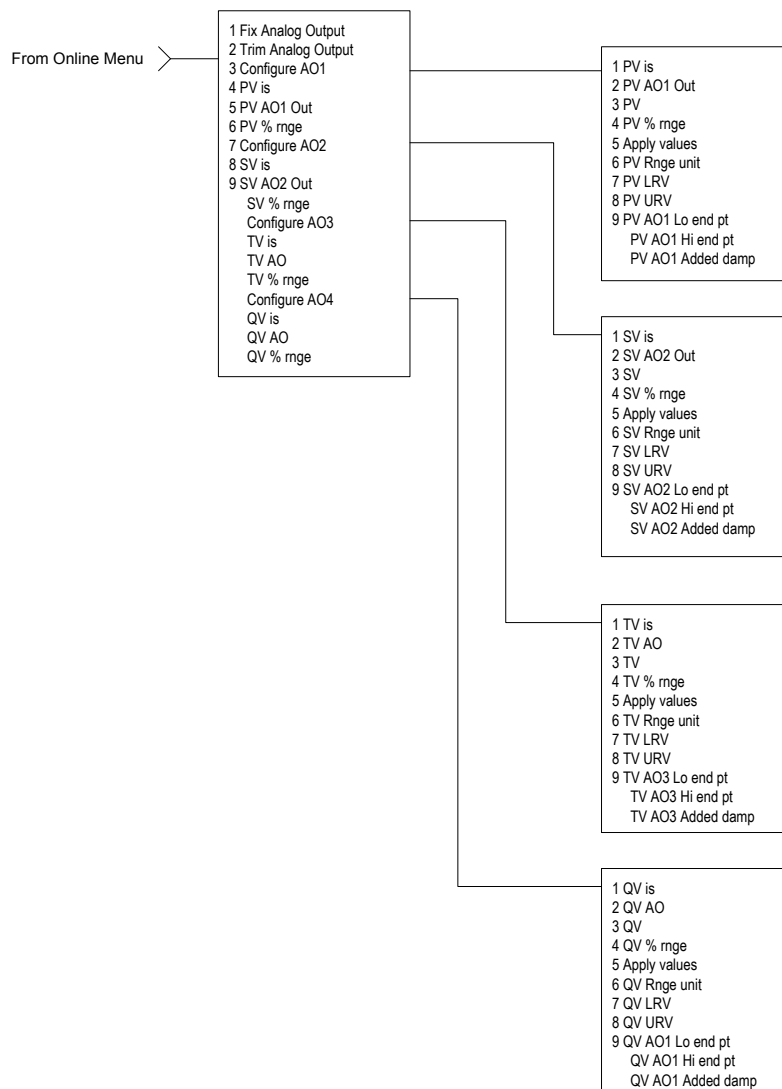 From Online Menu
1 Fix Analog Output
2 Trim Analog Output
3 Configure AO1
4 PV is
5 PV AO1 Out
6 PV % rnge
7 Configure AO2
8 SV is
9 SV AO2 Out
SV % rnge
Configure AO3
TV is
TV AO
TV % rnge
Configure AO4
QV is
QV AO
QV % rnge
1 PV is
2 PV AO1 Out
3 PV
4 PV % rnge
5 Apply values
6 PV Rnge unit
7 PV LRV
8 PV URV
9 PV AO1 Lo end pt
PV AO1 Hi end pt
PV AO1 Added damp
1 SV is
2 SV AO2 Out
3 SV
4 SV % rnge
5 Apply values
6 SV Rnge unit
7 SV LRV
8 SV URV
9 SV AO2 Lo end pt
SV AO2 Hi end pt
SV AO2 Added damp
1 TV is
2 TV AO
3 TV
4 TV % rnge
5 Apply values
6 TV Rnge unit
7 TV LRV
8 TV URV
9 TV AO3 Lo end pt
TV AO3 Hi end pt
TV AO3 Added damp
1 QV is
2 QV AO
3 QV
4 QV % rnge
5 Apply values
6 QV Rnge unit
7 QV LRV
8 QV URV
9 QV AO1 Lo end pt
QV AO1 Hi end pt
QV AO1 Added damp